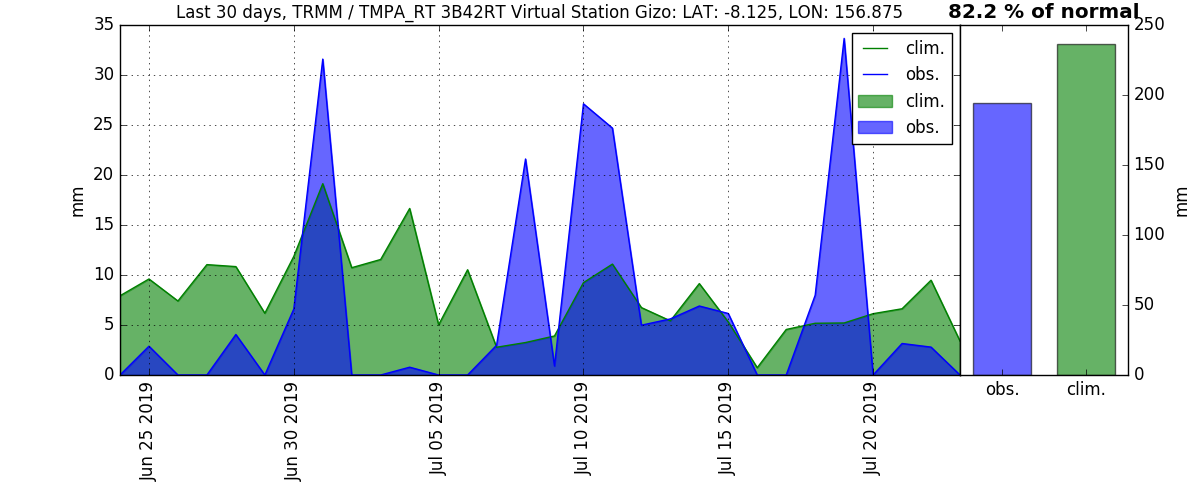 Last 30 days, TRMM / TMPA_RT 3B42RT Virtual Station Gizo: LAT: -8.125, LON: 156.875
82.2 % of normal
35
30
25
20
15
10
5
0
mm
clim.
obs.
clim.
obs.
250
200
150
100
50
0
mm
obs.
clim.
Jun 25 2019
Jun 30 2019
Jul 05 2019
Jul 10 2019
Jul 15 2019
Jul 20 2019